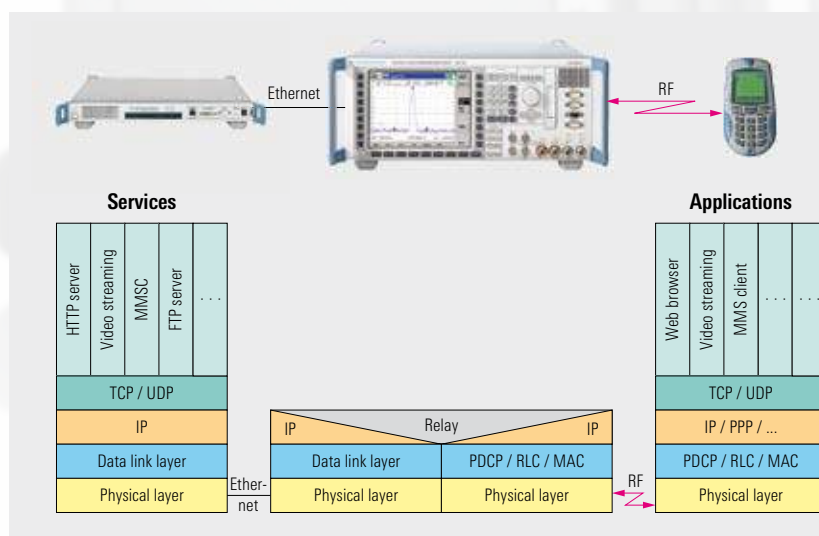 Ethernet
RF
Services
Applications
HTTP server
Video streaming
MMSC
FTP server
. . .
Web browser
Video streaming
MMS client
. . .
. . .
TCP / UDP
TCP / UDP
IP
IP
Relay
IP
IP / PPP / ...
Data link layer
Data link layer
PDCP / RLC / MAC
PDCP / RLC / MAC
Physical layer
Ether-
net
Physical layer
Physical layer
RF
Physical layer